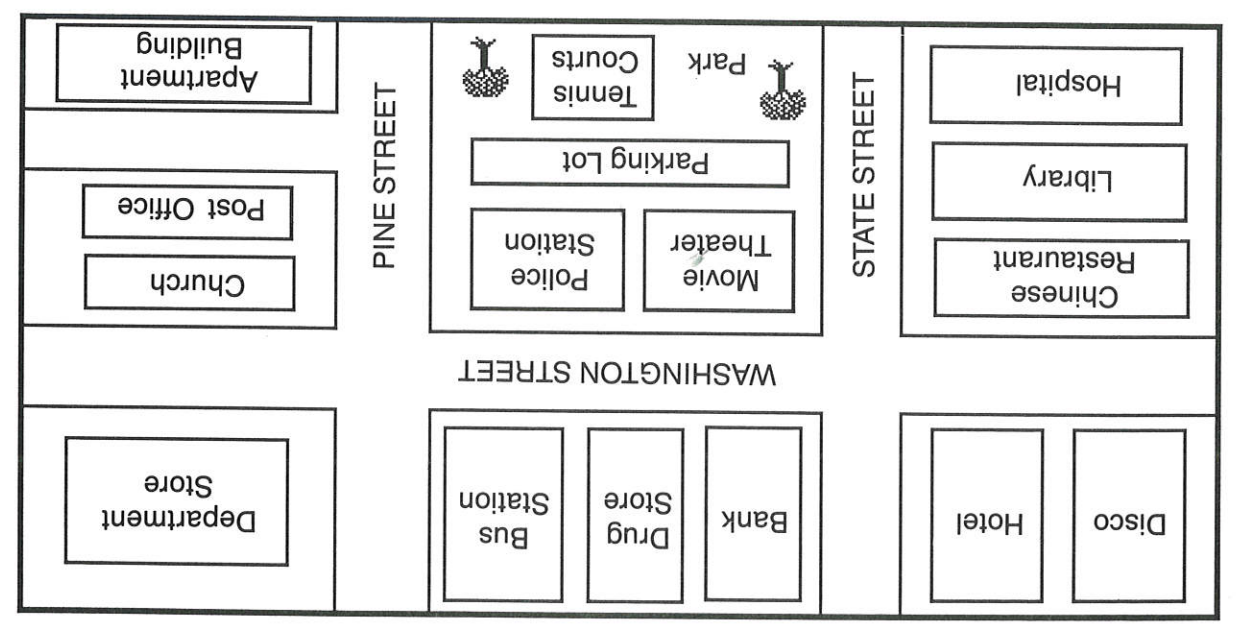 Disco
Hotel
Bank
Drug
Store
Bus
Station
Department
Store
WASHINGTON STREET
Chinese
Restaurant
Library
Hospital
STATE STREET
Movie
Theater
Police
Station
Parking Lot
Park
Tennis
Courts
PINE STREET
Church
Post Office
Apartment
Building